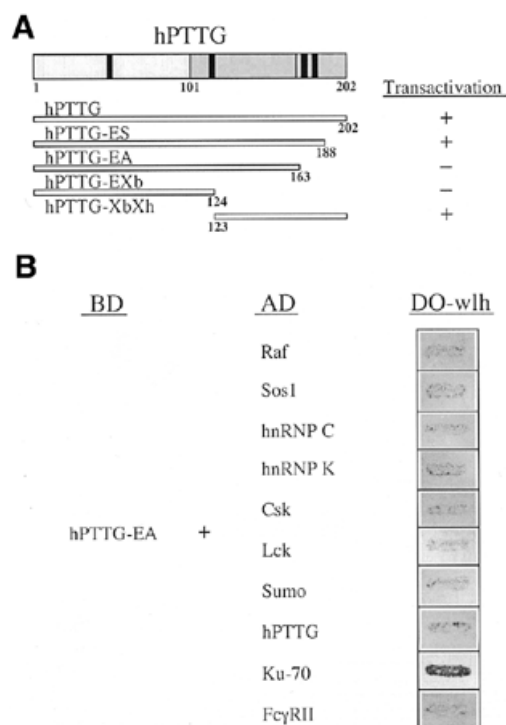 A
hPTTG
1 101 202
Transactivation
hPTTG +
202
hPTTG-ES +
188
hPTTG-EA −
163
hPTTG-EXb −
124
hPTTG-XbXh +
123
B
BD AD DO-wlh
Raf
Sos1
hnRNP C
hnRNP K
Csk
hPTTG-EA +
Lck
Sumo
hPTTG
Ku-70
FcγRII